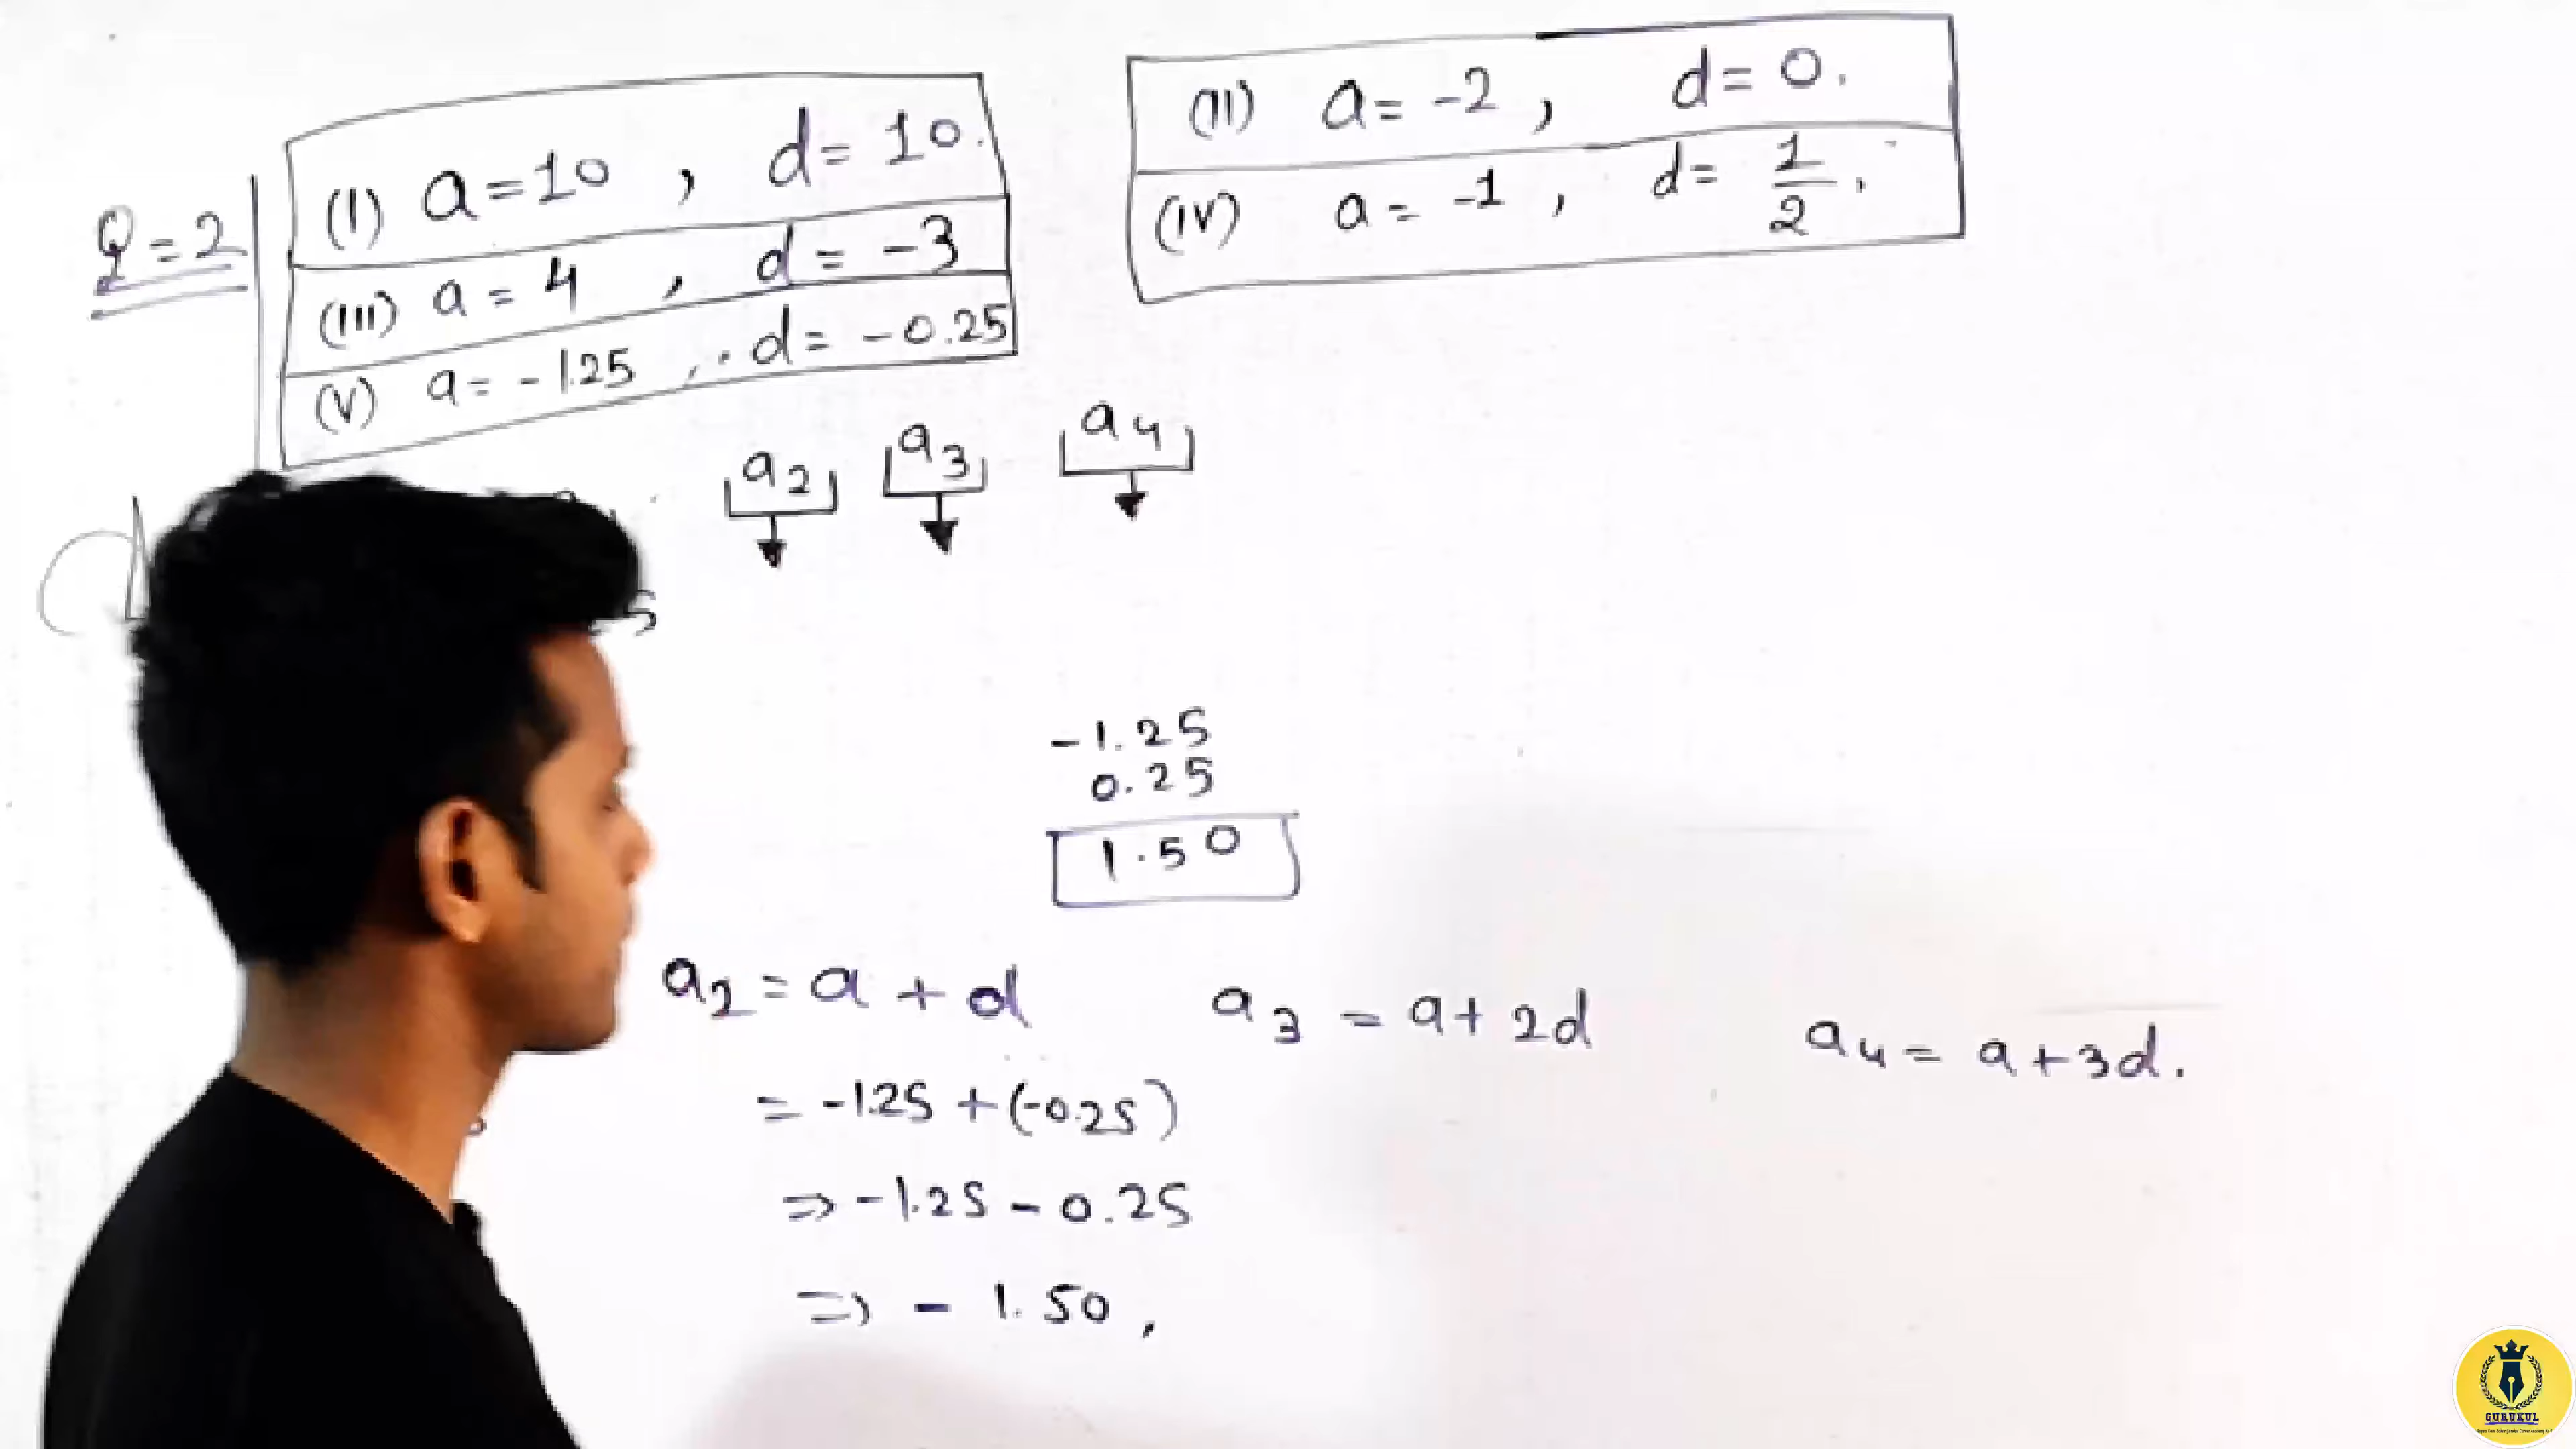 Q=2
(I) a=10 , d= 10.
(III) a = 4 , d = -3
(V) a= -1.25 , . d= -0.25
(II) a= -2 , d= 0.
(IV) a= -1 , d= 1/2 .
a2 a3 a4
-1.25
0.25
1.50
a2 = a + d
= -1.25 + (-0.25)
⇒ -1.25 - 0.25
⇒ - 1.50 ,
a3 = a+ 2d
a4 = a+3d.
GURUKUL